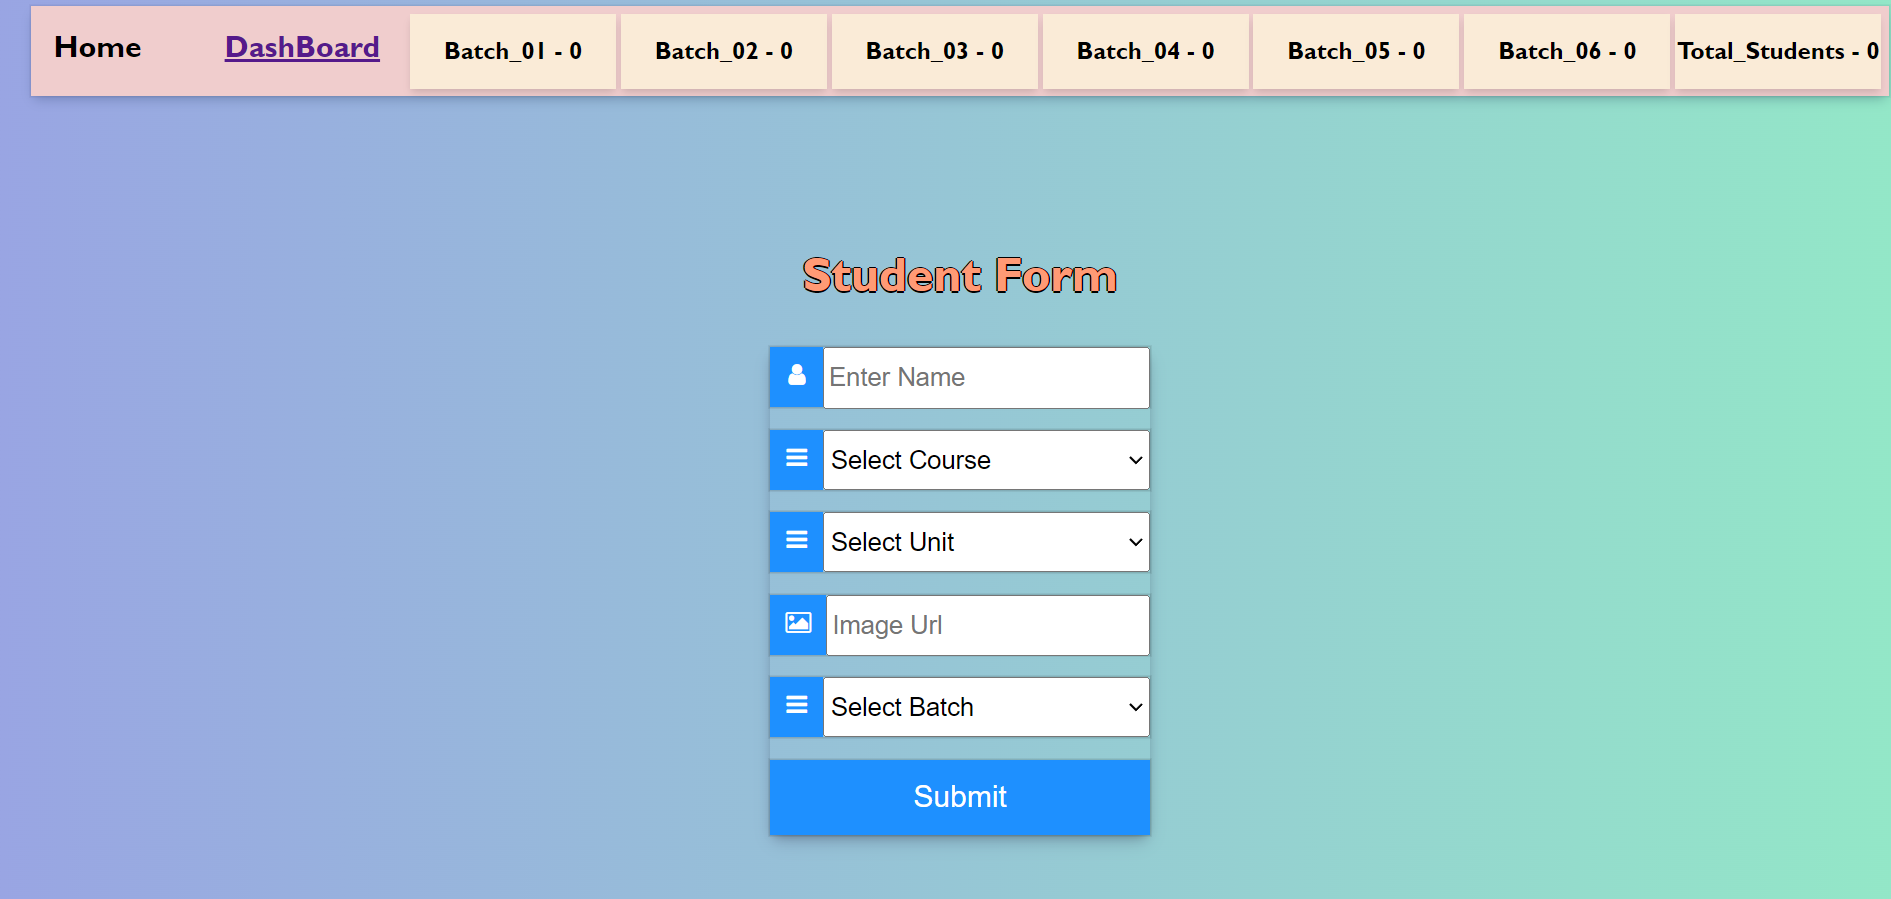 Home DashBoard Batch_01 - 0 Batch_02 - 0 Batch_03 - 0 Batch_04 - 0 Batch_05 - 0 Batch_06 - 0 Total_Students - 0
Student Form
Enter Name
Select Course
Select Unit
Image Url
Select Batch
Submit